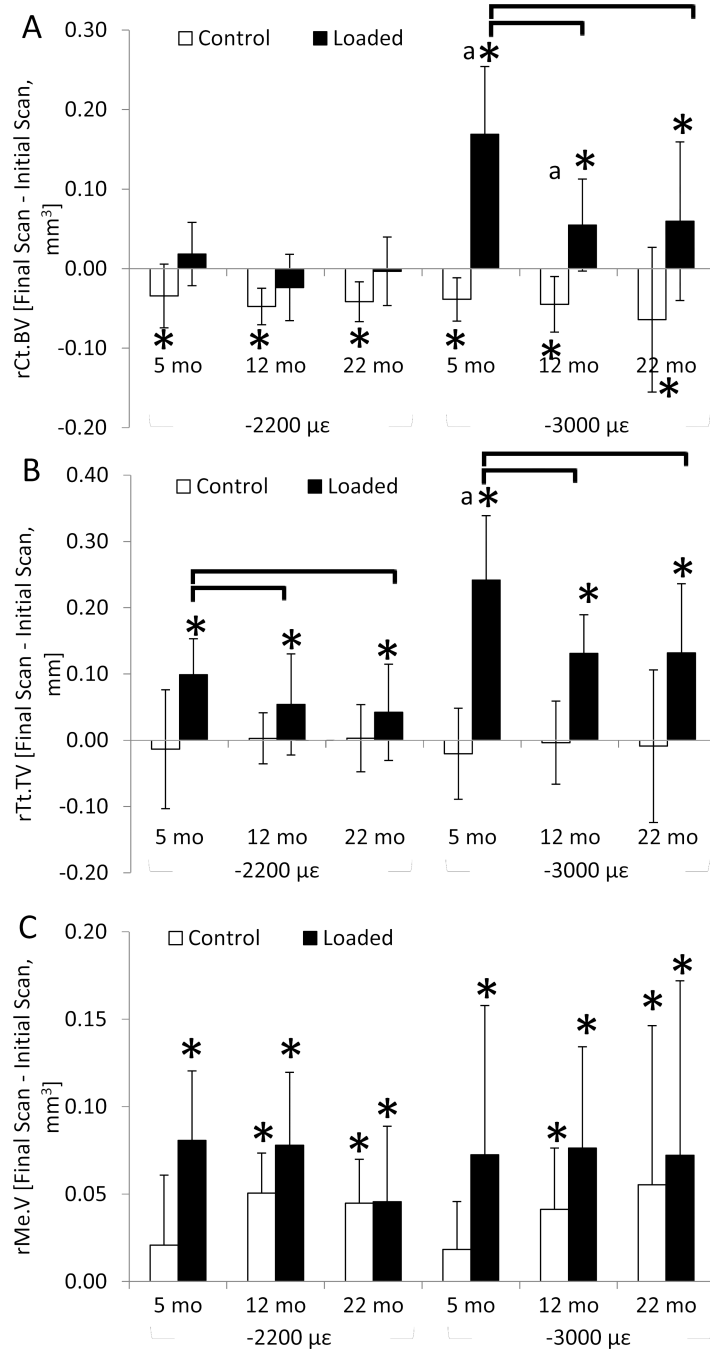 A
rCt.BV [Final Scan - Initial Scan,
mm³]
Control Loaded
0.30
0.20
0.10
0.00
-0.10
-0.20
a * * *
a *
* * * * * *
5 mo 12 mo 22 mo 5 mo 12 mo 22 mo
-2200 µε -3000 µε
B
rTt.TV [Final Scan - Initial Scan,
mm]
Control Loaded
0.40
0.30
0.20
0.10
0.00
-0.10
-0.20
a *
* * * * *
5 mo 12 mo 22 mo 5 mo 12 mo 22 mo
-2200 µε -3000 µε
C
rMe.V [Final Scan - Initial Scan,
mm³]
Control Loaded
0.20
0.15
0.10
0.05
0.00
* * * * * * * * * *
5 mo 12 mo 22 mo 5 mo 12 mo 22 mo
-2200 µε -3000 µε